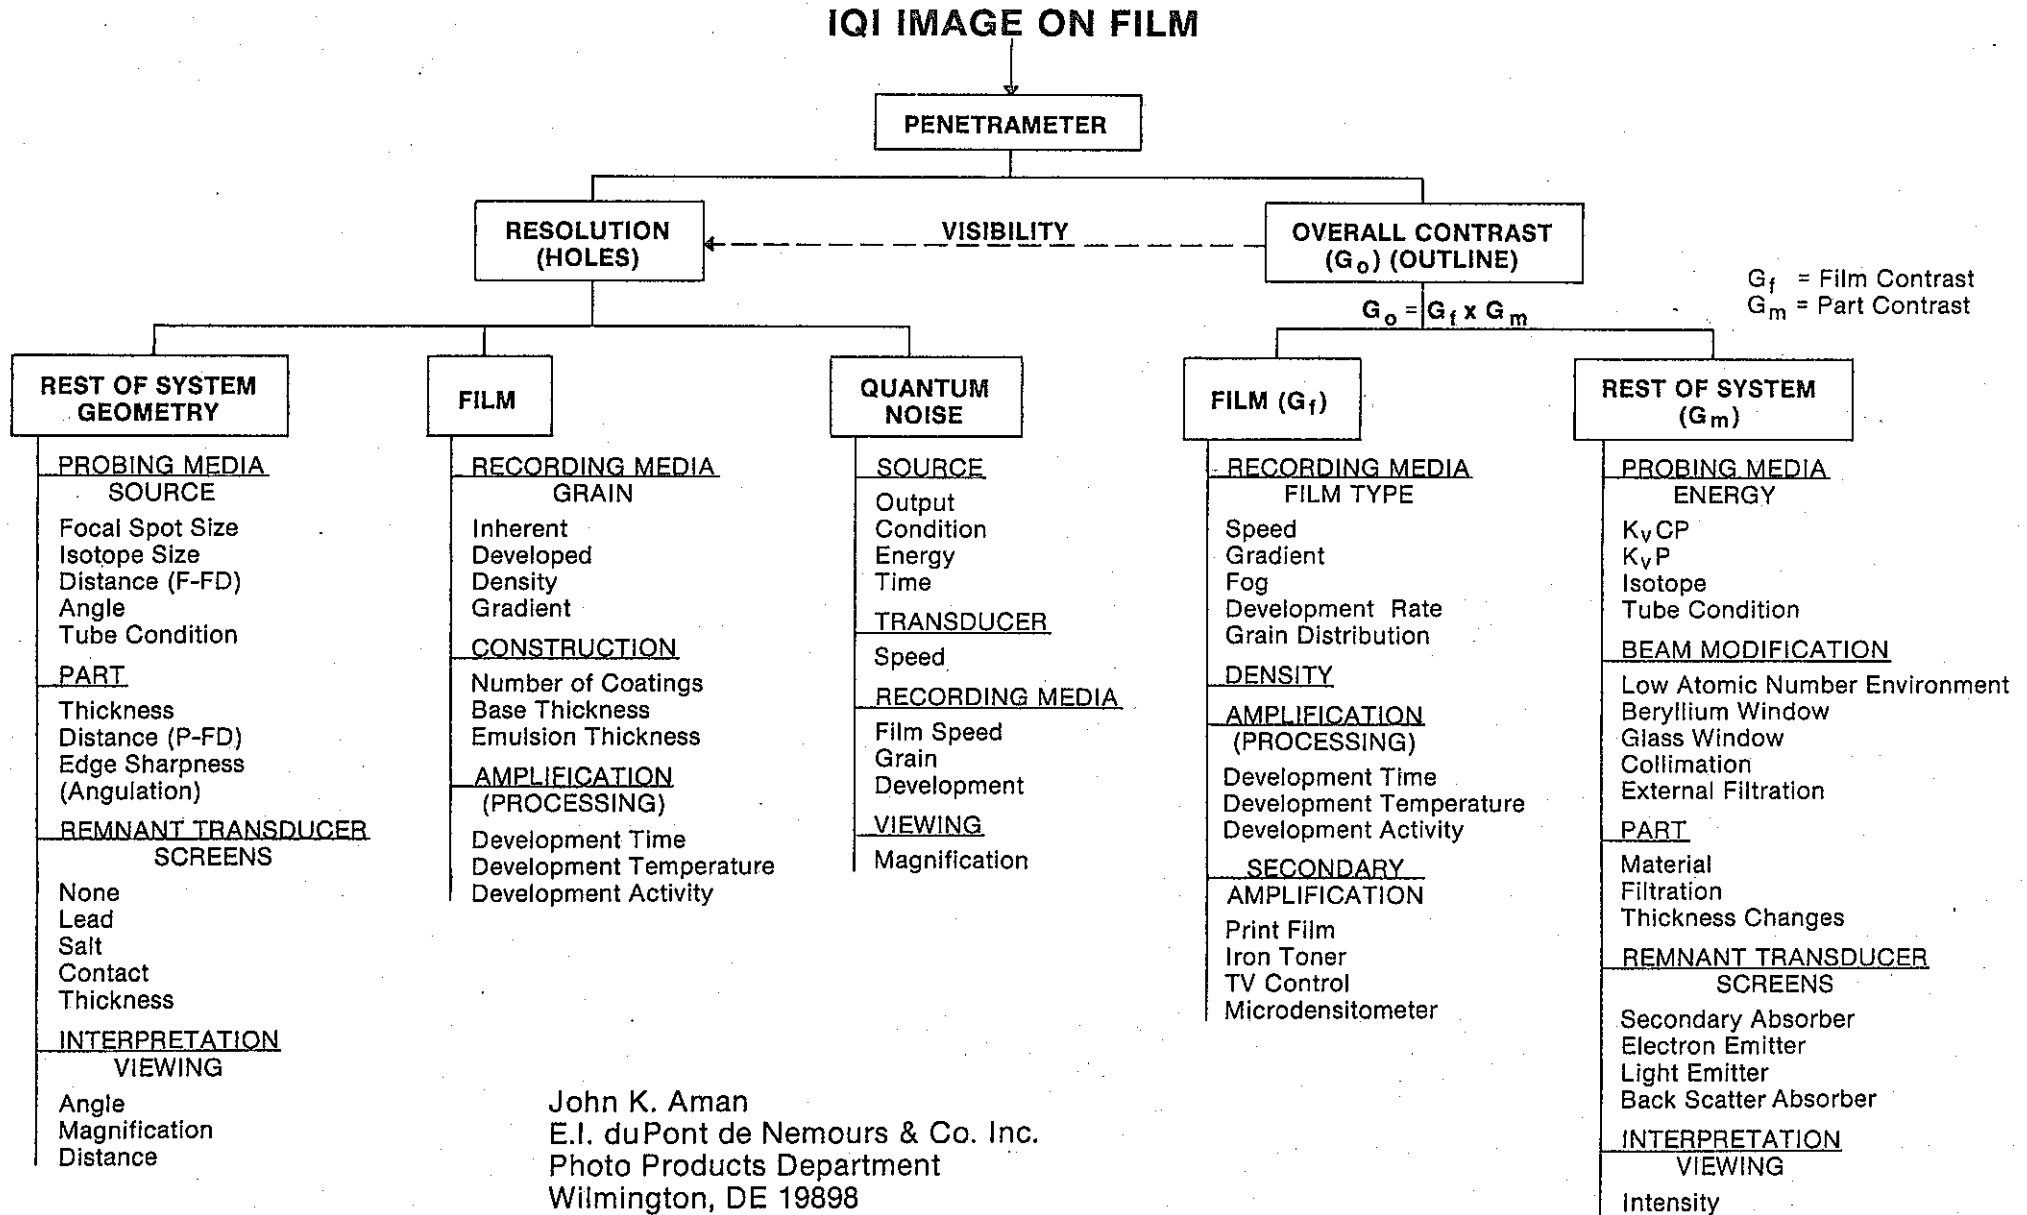 IQI IMAGE ON FILM
PENETRAMETER
RESOLUTION
(HOLES)
VISIBILITY
OVERALL CONTRAST
(Go) (OUTLINE)
Gf = Film Contrast
Gm = Part Contrast
Go = Gf x Gm
REST OF SYSTEM
GEOMETRY
PROBING MEDIA
SOURCE
Focal Spot Size
Isotope Size
Distance (F-FD)
Angle
Tube Condition
PART
Thickness
Distance (P-FD)
Edge Sharpness
(Angulation)
REMNANT TRANSDUCER
SCREENS
None
Lead
Salt
Contact
Thickness
INTERPRETATION
VIEWING
Angle
Magnification
Distance
FILM
RECORDING MEDIA
GRAIN
Inherent
Developed
Density
Gradient
CONSTRUCTION
Number of Coatings
Base Thickness
Emulsion Thickness
AMPLIFICATION
(PROCESSING)
Development Time
Development Temperature
Development Activity
QUANTUM
NOISE
SOURCE
Output
Condition
Energy
Time
TRANSDUCER
Speed
RECORDING MEDIA
Film Speed
Grain
Development
VIEWING
Magnification
FILM (Gf)
RECORDING MEDIA
FILM TYPE
Speed
Gradient
Fog
Development Rate
Grain Distribution
DENSITY
AMPLIFICATION
(PROCESSING)
Development Time
Development Temperature
Development Activity
SECONDARY
AMPLIFICATION
Print Film
Iron Toner
TV Control
Microdensitometer
REST OF SYSTEM
(Gm)
PROBING MEDIA
ENERGY
KvCP
KvP
Isotope
Tube Condition
BEAM MODIFICATION
Low Atomic Number Environment
Beryllium Window
Glass Window
Collimation
External Filtration
PART
Material
Filtration
Thickness Changes
REMNANT TRANSDUCER
SCREENS
Secondary Absorber
Electron Emitter
Light Emitter
Back Scatter Absorber
INTERPRETATION
VIEWING
Intensity
John K. Aman
E.I. duPont de Nemours & Co. Inc.
Photo Products Department
Wilmington, DE 19898